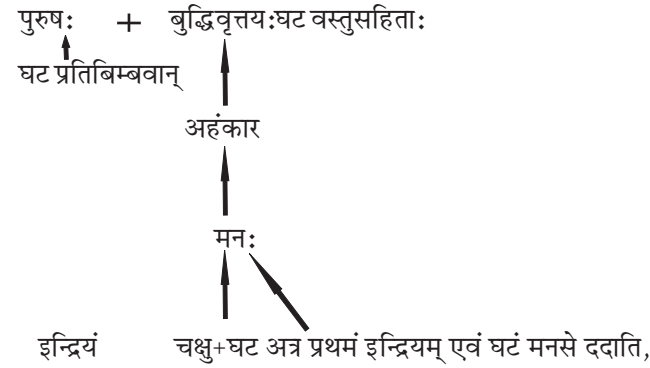 पुरुषः + बुद्धिवृत्तयःघट वस्तुसहिताः
घट प्रतिबिम्बवान्
अहंकार
मनः
इन्द्रियं चक्षु+घट अत्र प्रथमं इन्द्रियम् एवं घटं मनसे ददाति,